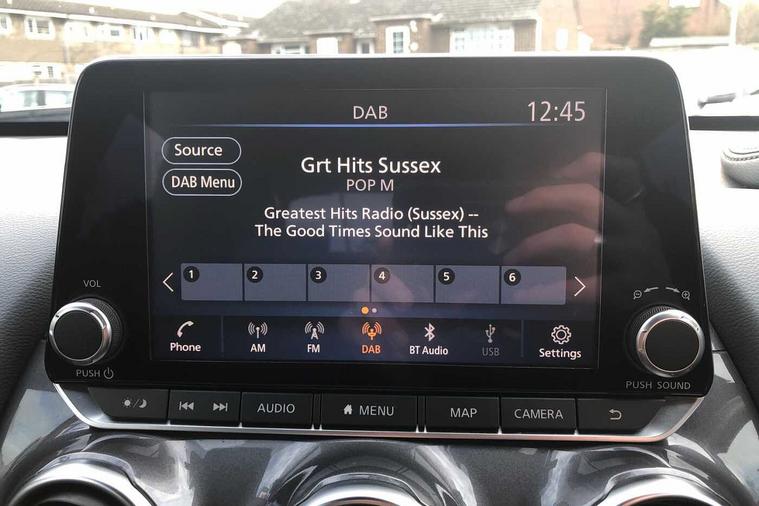 DAB
12:45
Source
DAB Menu
Grt Hits Sussex
POP M
Greatest Hits Radio (Sussex) --
The Good Times Sound Like This
1 2 3 4 5 6
Phone AM FM DAB BT Audio USB Settings
VOL
PUSH
PUSH SOUND
AUDIO MENU MAP CAMERA